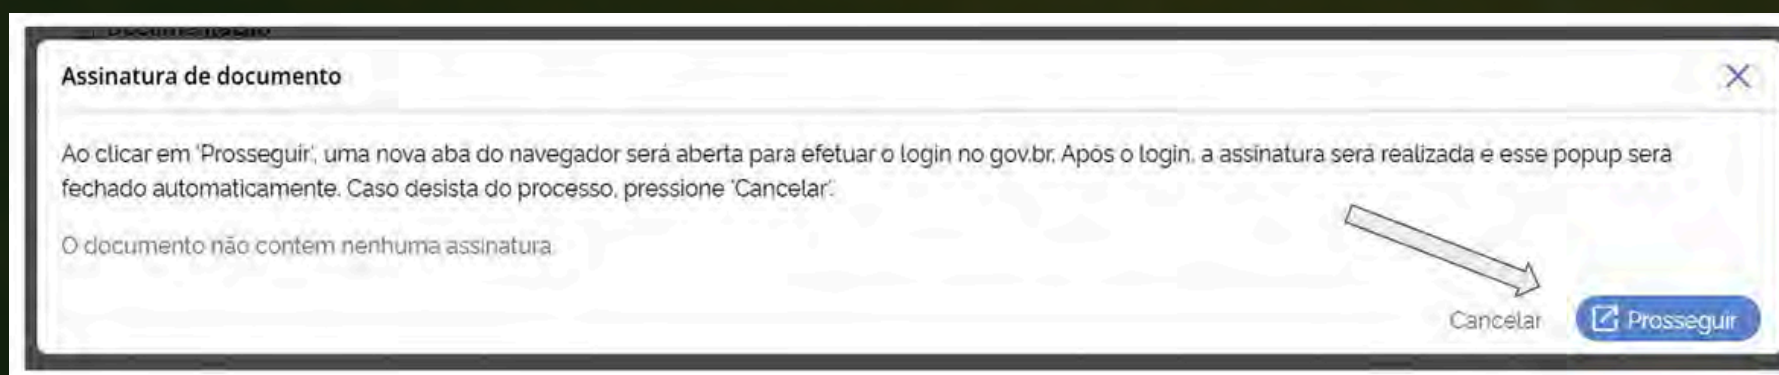 Documentação
Assinatura de documento
Ao clicar em 'Prosseguir', uma nova aba do navegador será aberta para efetuar o login no gov.br. Após o login, a assinatura será realizada e esse popup será
fechado automaticamente. Caso desista do processo, pressione 'Cancelar'.
O documento não contém nenhuma assinatura.
Cancelar
Prosseguir